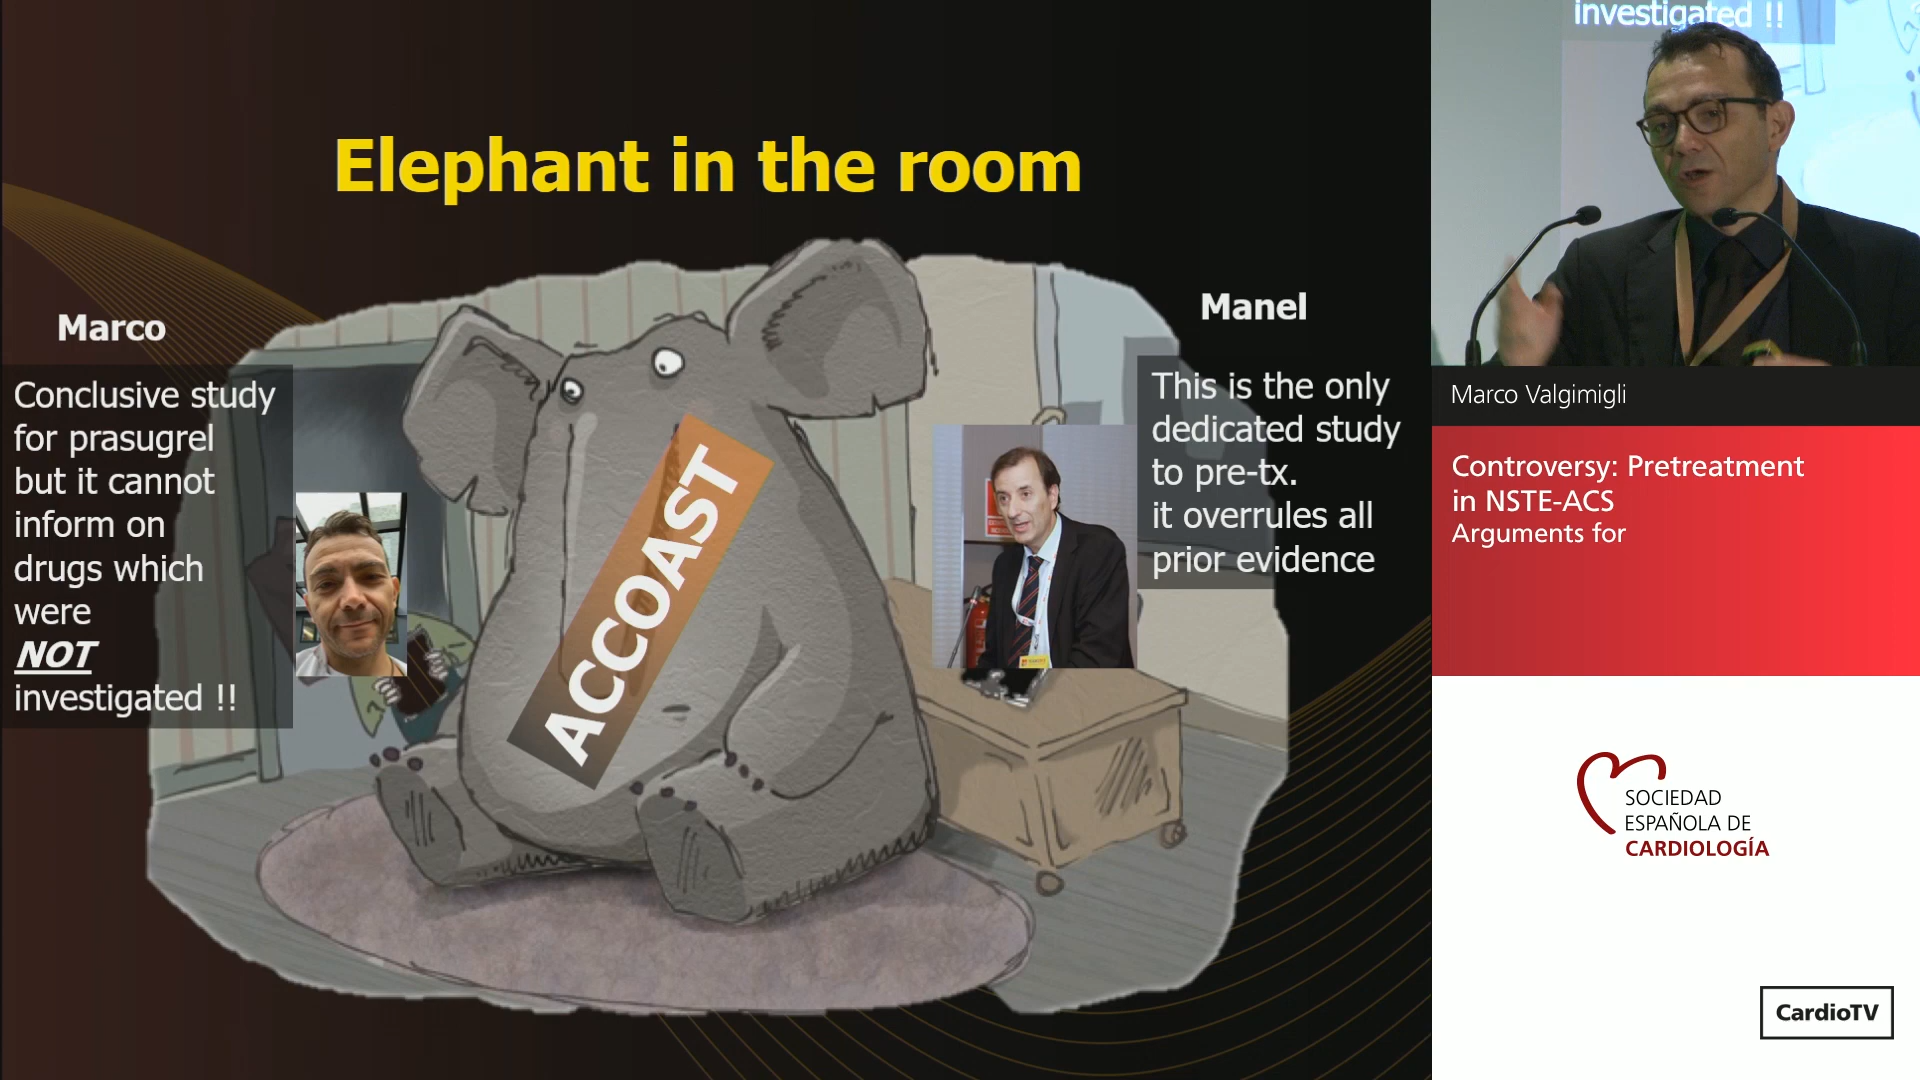 Elephant in the room
Marco
Conclusive study
for prasugrel
but it cannot
inform on
drugs which
were
NOT
investigated !!
ACCOAST
Manel
This is the only
dedicated study
to pre-tx.
it overrules all
prior evidence
investigated !!
Marco Valgimigli
Controversy: Pretreatment
in NSTE-ACS
Arguments for
SOCIEDAD
ESPAÑOLA DE
CARDIOLOGÍA
CardioTV